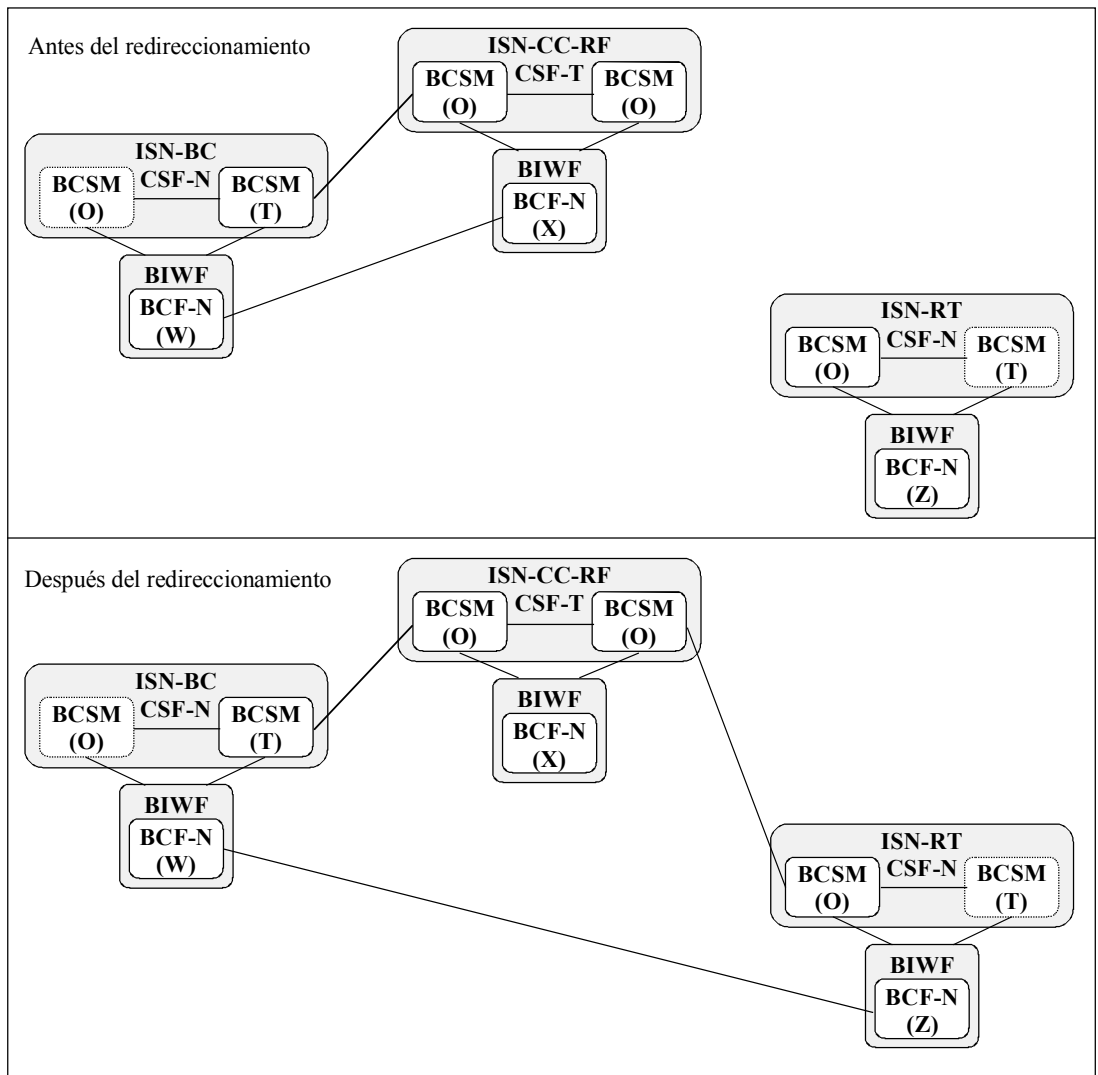 Antes del redireccionamiento
ISN-CC-RF
CSF-T
BCSM
(O)
BCSM
(O)
BIWF
BCF-N
(X)
ISN-BC
CSF-N
BCSM
(O)
BCSM
(T)
BIWF
BCF-N
(W)
ISN-RT
CSF-N
BCSM
(O)
BCSM
(T)
BIWF
BCF-N
(Z)
Después del redireccionamiento
ISN-CC-RF
CSF-T
BCSM
(O)
BCSM
(O)
BIWF
BCF-N
(X)
ISN-BC
CSF-N
BCSM
(O)
BCSM
(T)
BIWF
BCF-N
(W)
ISN-RT
CSF-N
BCSM
(O)
BCSM
(T)
BIWF
BCF-N
(Z)